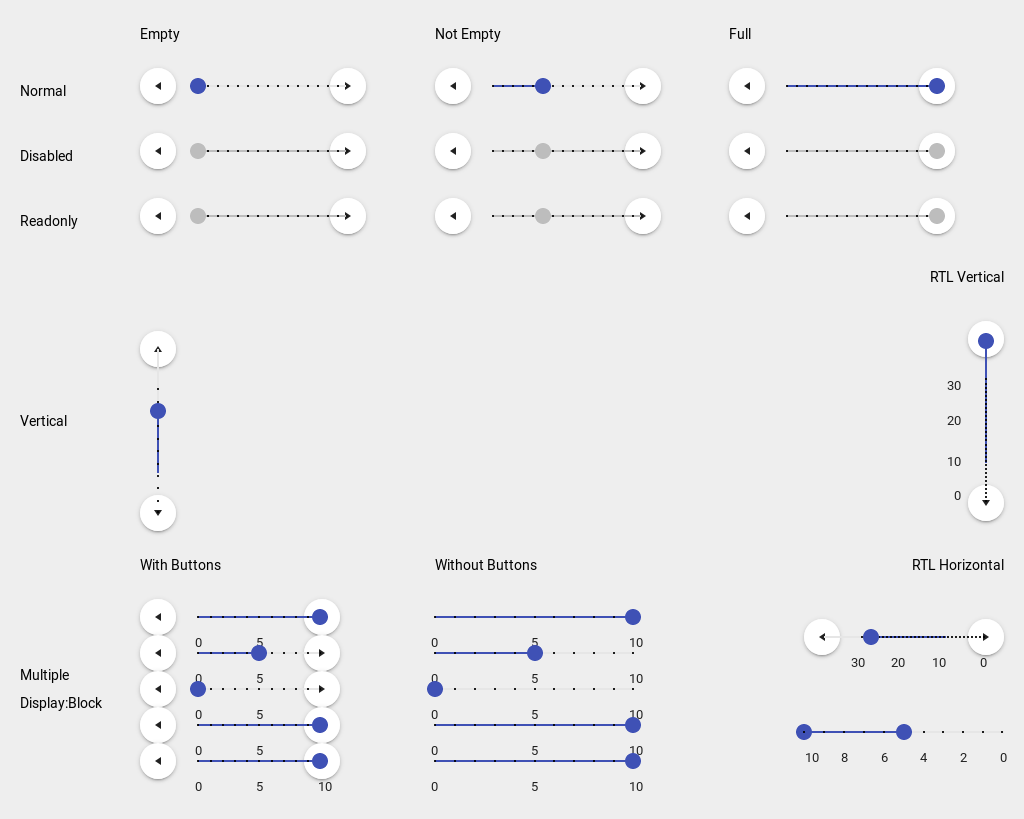 Empty Not Empty Full
Normal
Disabled
Readonly
RTL Vertical
30
Vertical 20
10
0
With Buttons Without Buttons RTL Horizontal
0 5 0 5 10
30 20 10 0
Multiple 0 5 0 5 10
Display:Block
0 5 0 5 10
0 5 0 5 10
10 8 6 4 2 0
0 5 10 0 5 10